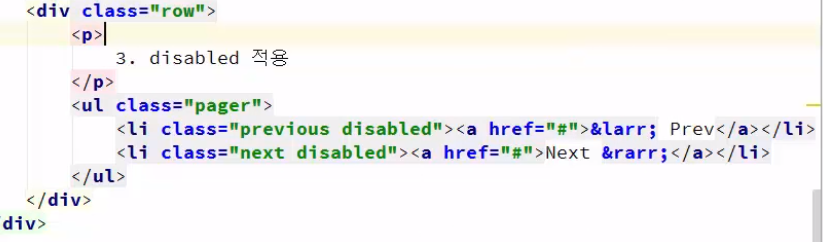 <div class="row">
<p>
3. disabled 적용
</p>
<ul class="pager">
<li class="previous disabled"><a href="#">&larr; Prev</a></li>
<li class="next disabled"><a href="#">Next &rarr;</a></li>
</ul>
</div>
div>